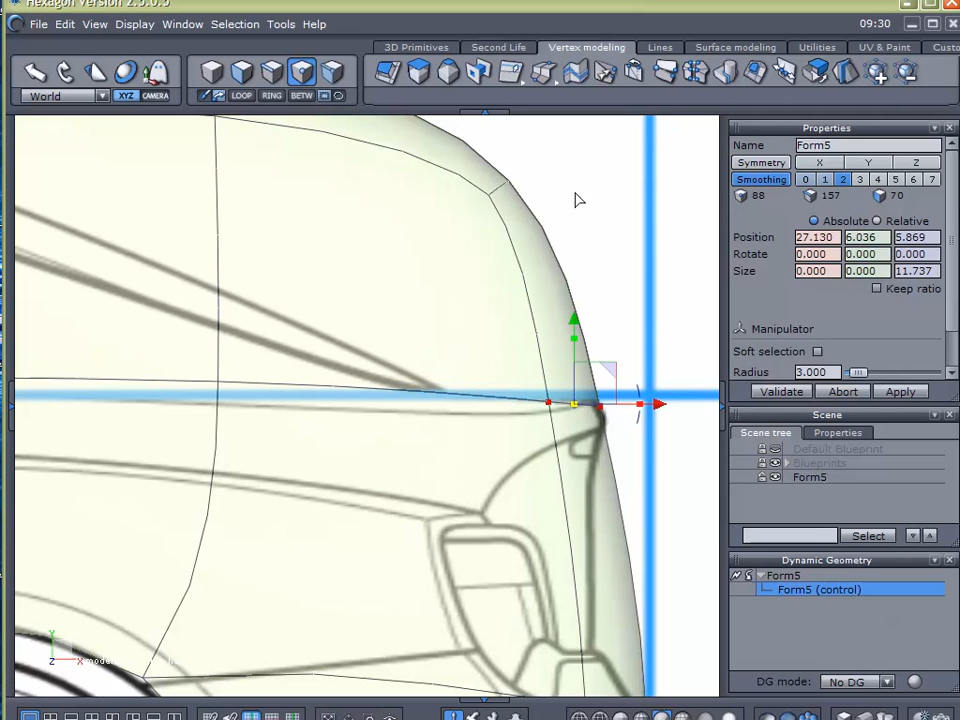 Hexagon Version 2.5.0.5
File Edit View Display Window Selection Tools Help
09:30
3D Primitives Second Life Vertex modeling Lines Surface modeling Utilities UV & Paint Custo
World XYZ CAMERA LOOP RING BETW
Properties
Name Form5
Symmetry X Y Z
Smoothing 0 1 2 3 4 5 6 7
88 157 70
Absolute Relative
Position 27.130 6.036 5.869
Rotate 0.000 0.000 0.000
Size 0.000 0.000 11.737
Keep ratio
Manipulator
Soft selection
Radius 3.000
Validate Abort Apply
Scene
Scene tree Properties
Default Blueprint
Blueprints
Form5
Select
Dynamic Geometry
Form5
Form5 (control)
DG mode: No DG
Y
Z X